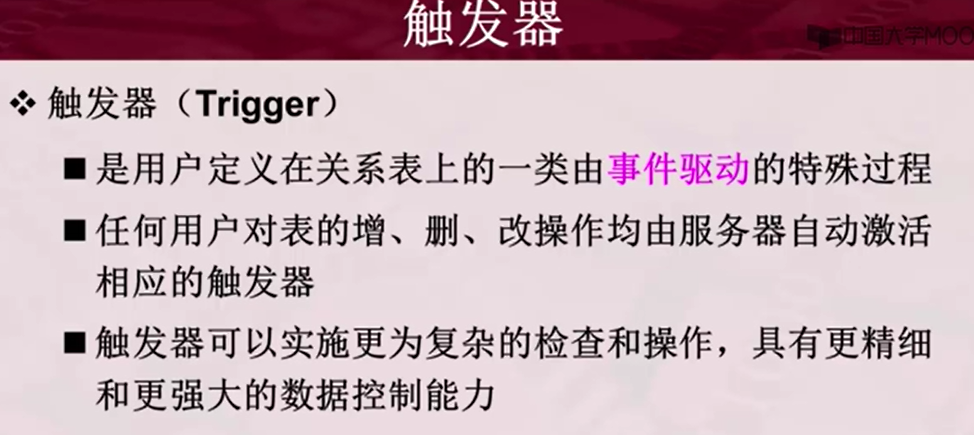 触发器
中国大学MOO
触发器（Trigger）
是用户定义在关系表上的一类由事件驱动的特殊过程
任何用户对表的增、删、改操作均由服务器自动激活
相应的触发器
触发器可以实施更为复杂的检查和操作，具有更精细
和更强大的数据控制能力